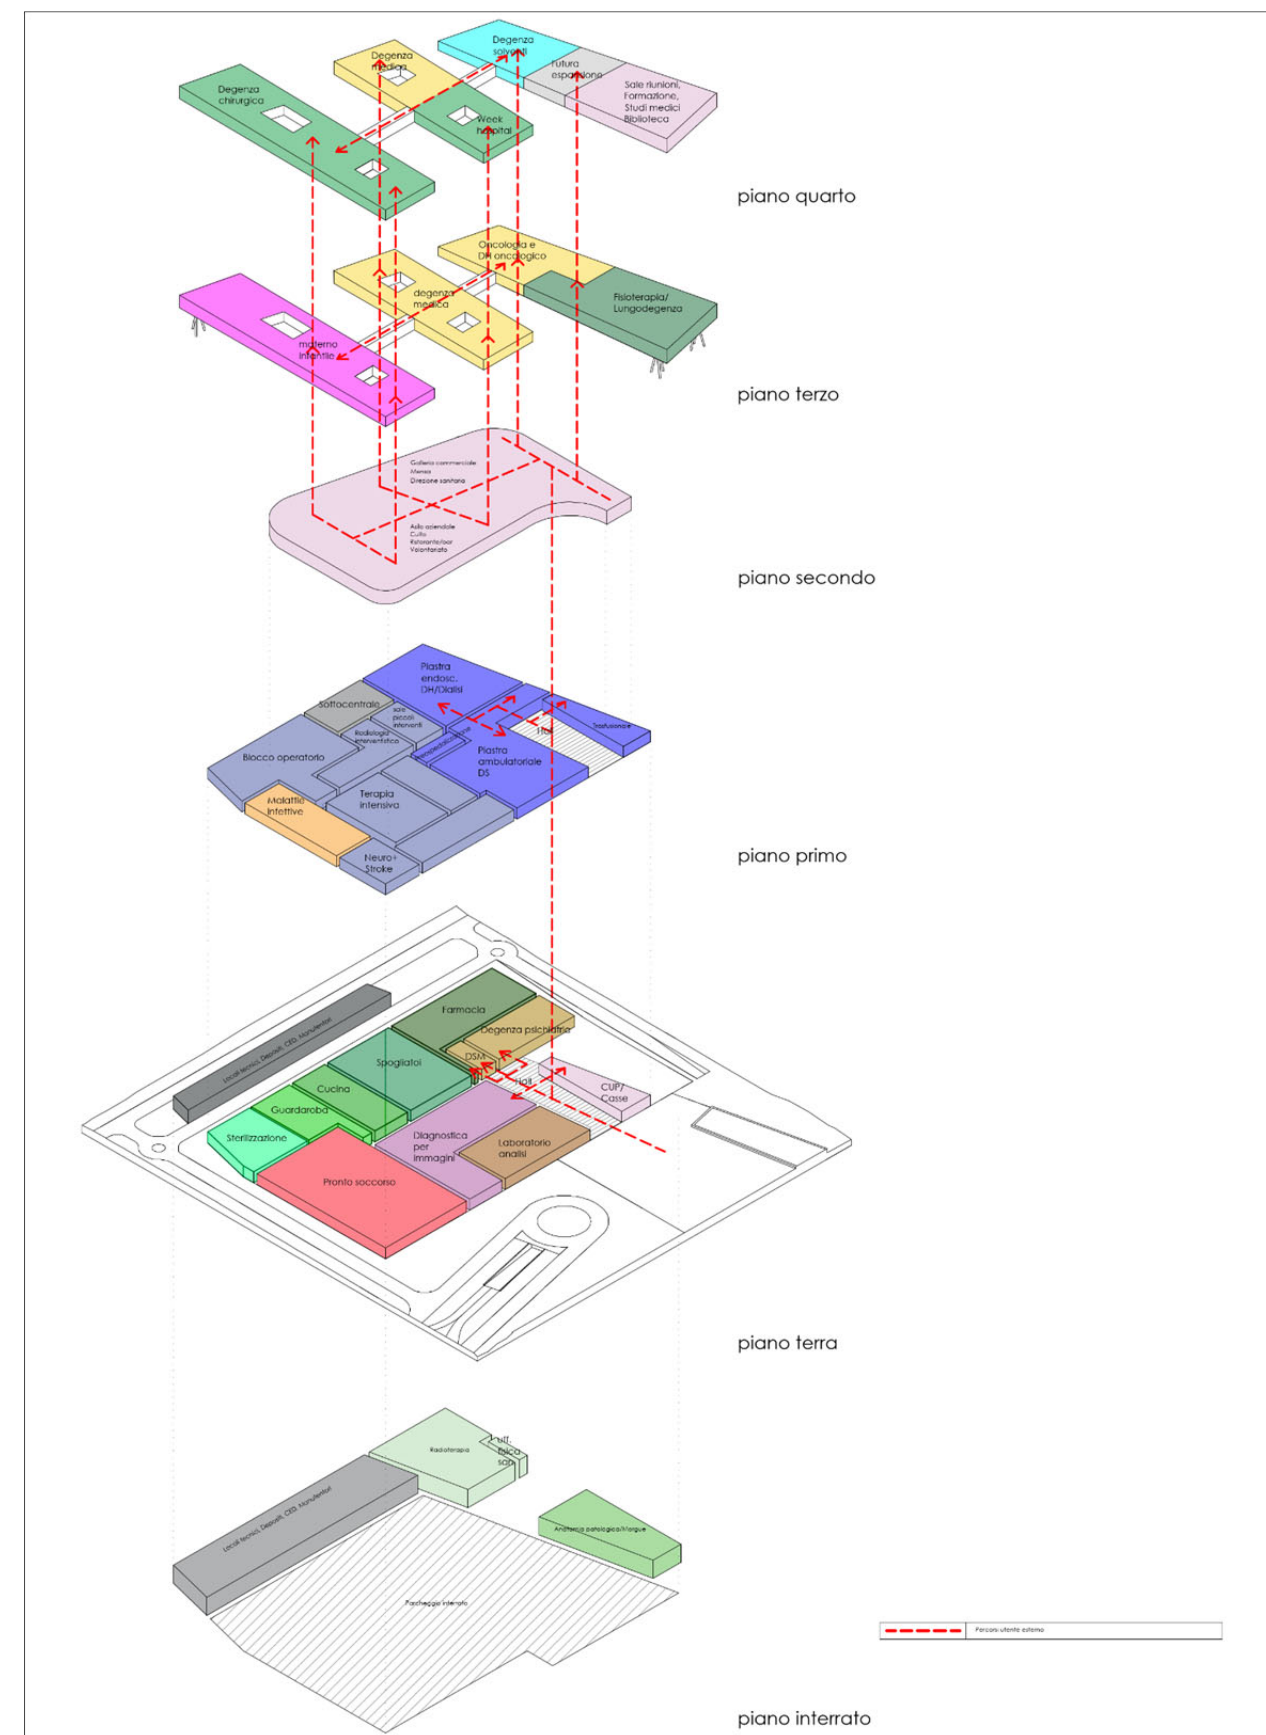 Degenza
solventi
Degenza
medica
Futura
espansione
Degenza
chirurgica
Sale riunioni,
Formazione,
Studi medici
Biblioteca
Week
hospital
piano quarto
Oncologia e
DH oncologico
degenza
medica
Fisioterapia/
Lungodegenza
materno
infantile
piano terzo
Galleria commerciale
Mensa
Direzione sanitaria
Asilo aziendale
Culto
Ristorante/bar
Volontariato
piano secondo
Piastra
endosc.
DH/Dialisi
Sottocentrale
sale
piccoli
interventi
Radiologia
interventistica
Trasfusionale
Hall
Blocco operatorio
Piastra
ambulatoriale
DS
Terapia
intensiva
Malattie
infettive
Neuro+
Stroke
piano primo
Farmacia
Degenza psichiatria
Locali tecnici, Depositi, CED, Manutentori
DSM
Spogliatoi
Hall
CUP/
Casse
Cucina
Guardaroba
Sterilizzazione
Diagnostica
per
immagini
Laboratorio
analisi
Pronto soccorso
piano terra
uff.
fisica
san.
Radioterapia
Locali tecnici, Depositi, CED, Manutentori
Anatomia patologica/Morgue
Parcheggio interrato
Percorsi utente esterno
piano interrato